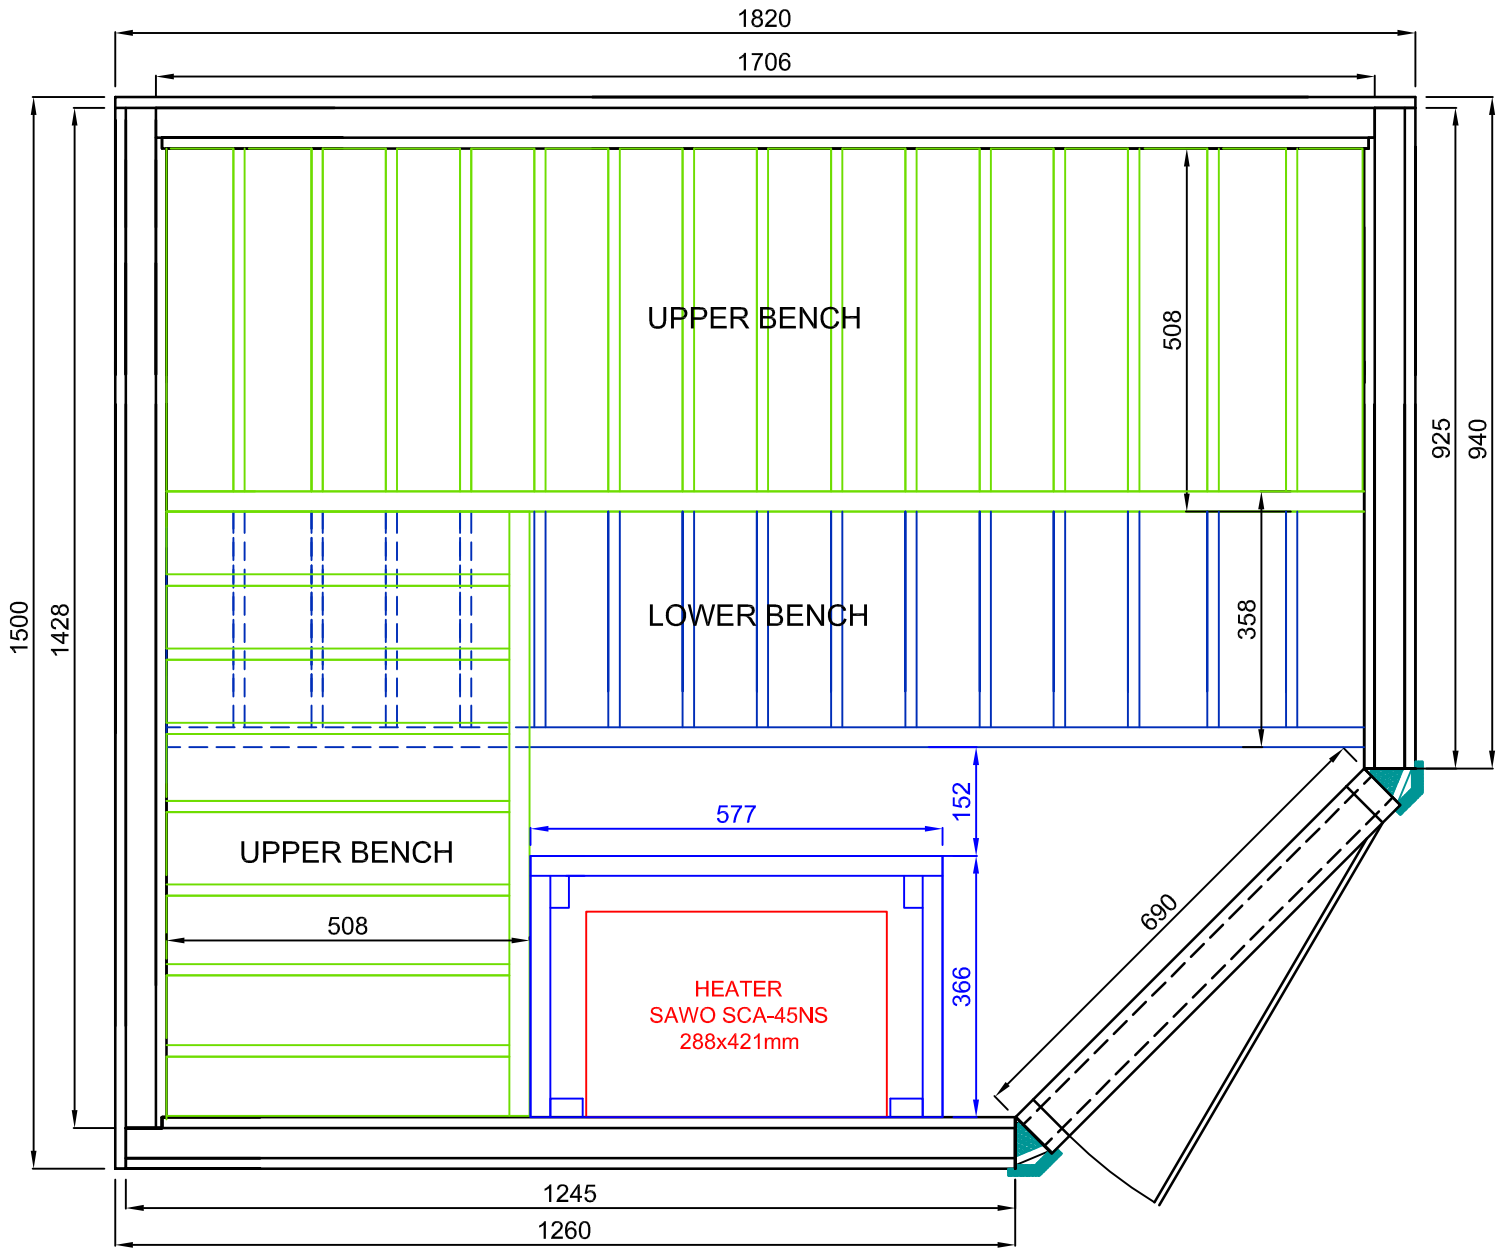 1820
1706
UPPER BENCH
508
925
940
1500
1428
LOWER BENCH
358
152
577
UPPER BENCH
508
690
366
HEATER
SAWO SCA-45NS
288x421mm
1245
1260